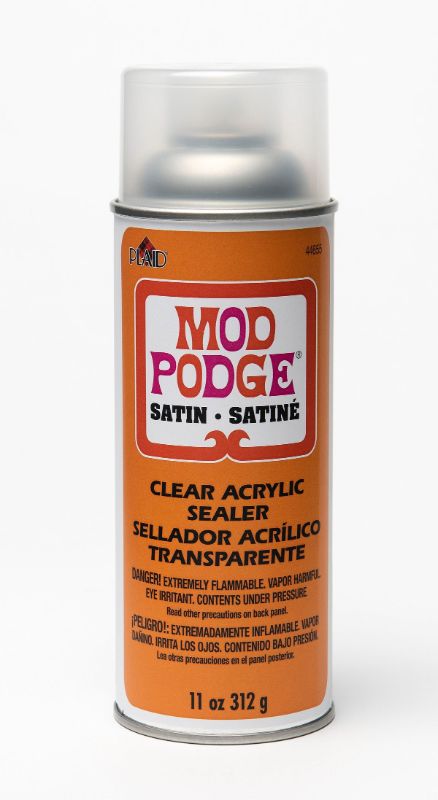 PLAID
44655
MOD
PODGE®
SATIN • SATINÉ
CLEAR ACRYLIC
SEALER
SELLADOR ACRÍLICO
TRANSPARENTE
DANGER! EXTREMELY FLAMMABLE. VAPOR HARMFUL.
EYE IRRITANT. CONTENTS UNDER PRESSURE.
Read other precautions on back panel.
¡PELIGRO!: EXTREMADAMENTE INFLAMABLE. VAPOR
DAÑINO. IRRITA LOS OJOS. CONTENIDO BAJO PRESIÓN.
Lea otras precauciones en el panel posterior.
11 oz 312 g